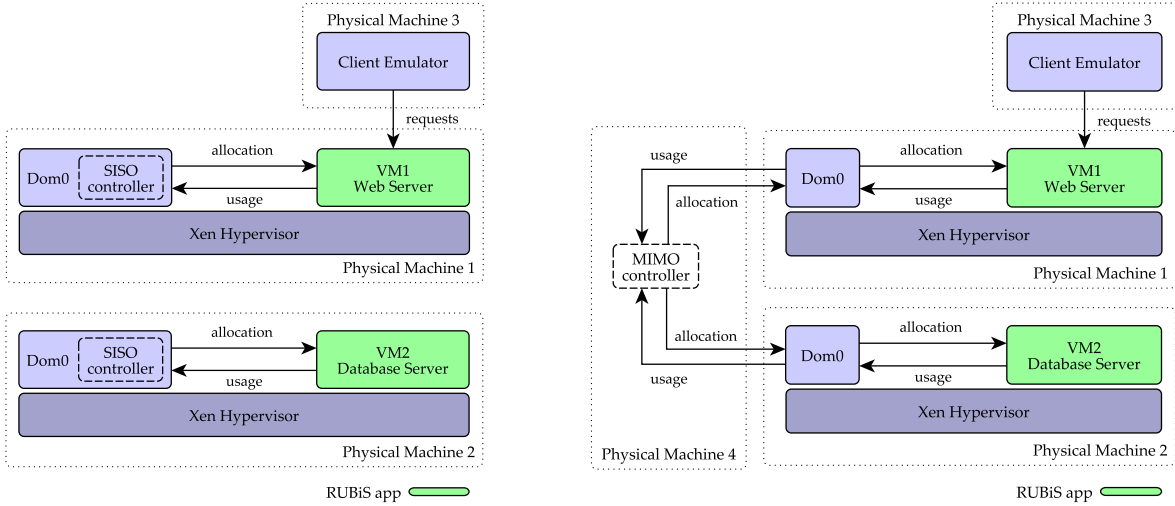 Physical Machine 3
Client Emulator
requests
Dom0
SISO
controller
allocation
usage
VM1
Web Server
Xen Hypervisor
Physical Machine 1
Dom0
SISO
controller
allocation
usage
VM2
Database Server
Xen Hypervisor
Physical Machine 2
RUBiS app
Physical Machine 3
Client Emulator
requests
usage
allocation
MIMO
controller
allocation
usage
Physical Machine 4
Dom0
allocation
usage
VM1
Web Server
Xen Hypervisor
Physical Machine 1
Dom0
allocation
usage
VM2
Database Server
Xen Hypervisor
Physical Machine 2
RUBiS app